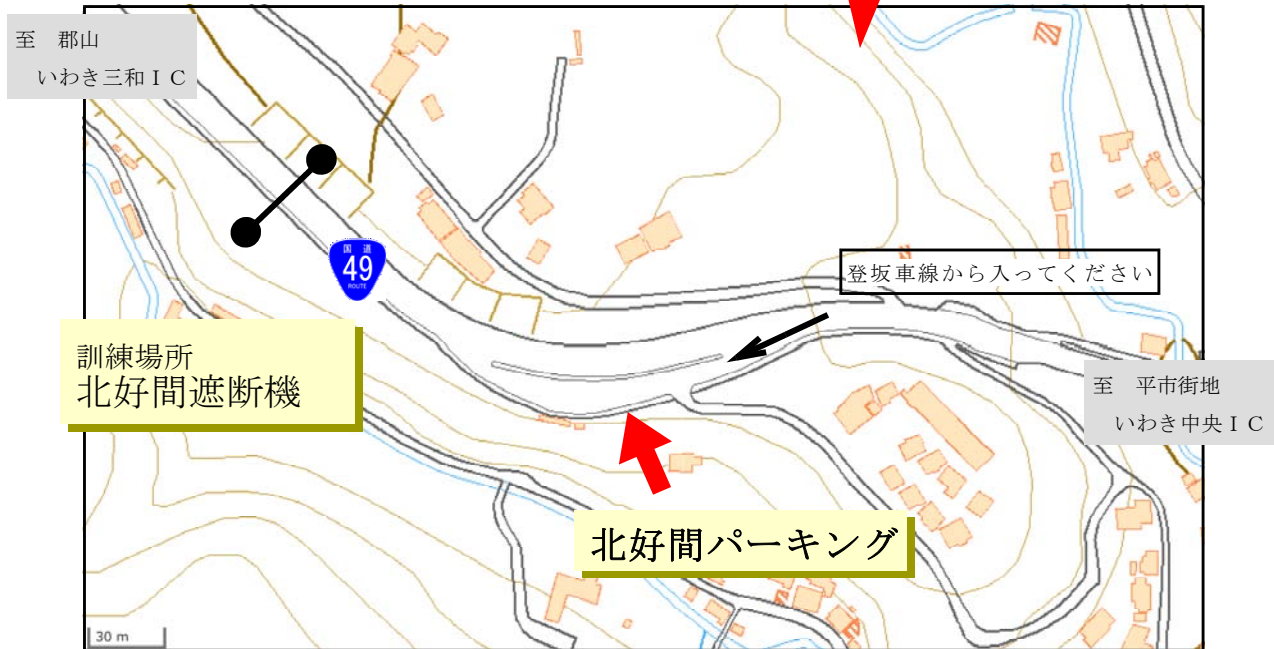 至　郡山
いわき三和ＩＣ
国道
49
ROUTE
登坂車線から入ってください
訓練場所
北好間遮断機
至　平市街地
いわき中央ＩＣ
北好間パーキング
30 m